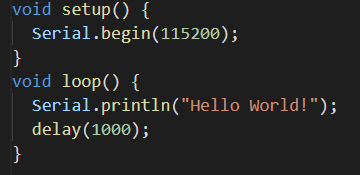 void setup() {
  Serial.begin(115200);
}
void loop() {
  Serial.println("Hello World!");
  delay(1000);
}